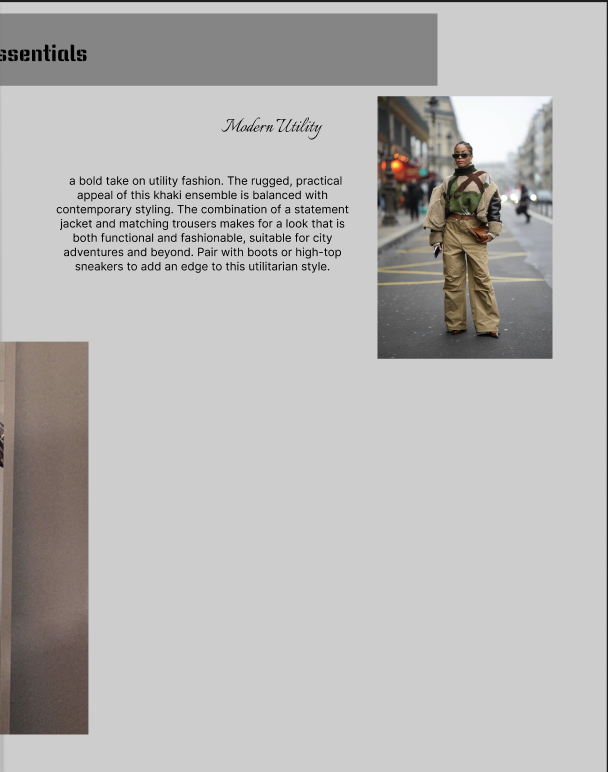 ssentials
Modern Utility
a bold take on utility fashion. The rugged, practical
appeal of this khaki ensemble is balanced with
contemporary styling. The combination of a statement
jacket and matching trousers makes for a look that is
both functional and fashionable, suitable for city
adventures and beyond. Pair with boots or high-top
sneakers to add an edge to this utilitarian style.